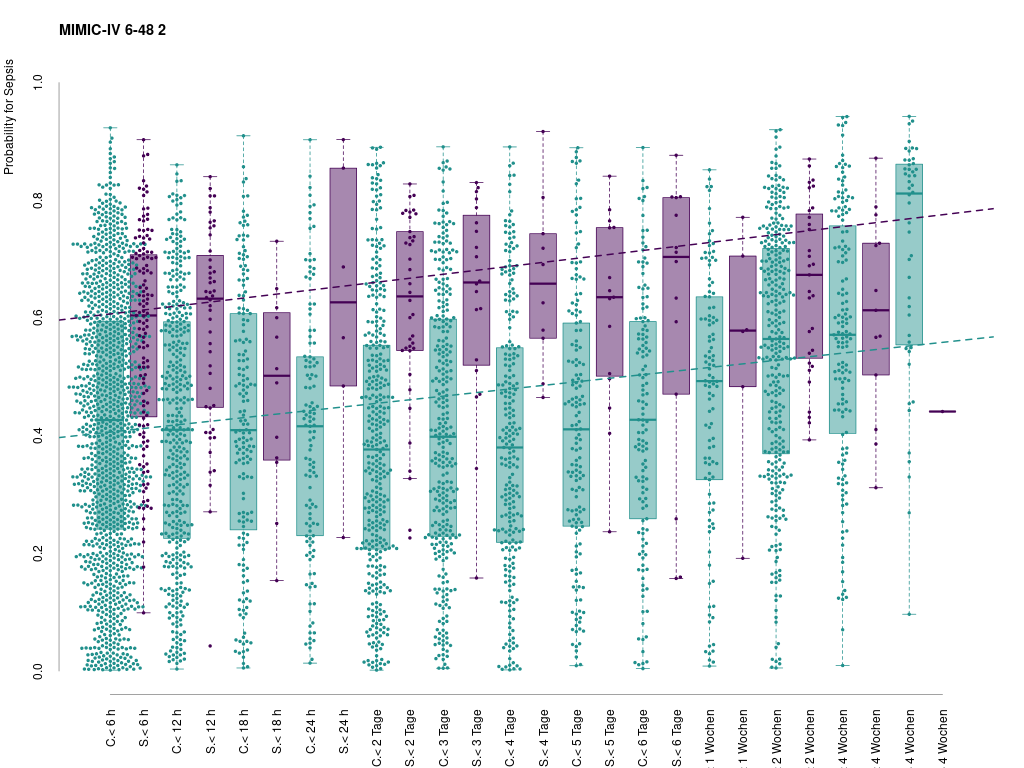 MIMIC-IV 6-48 2
Probability for Sepsis
1.0
0.8
0.6
0.4
0.2
0.0
C.< 6 h
S.< 6 h
C.< 12 h
S.< 12 h
C.< 18 h
S.< 18 h
C.< 24 h
S.< 24 h
C.< 2 Tage
S.< 2 Tage
C.< 3 Tage
S.< 3 Tage
C.< 4 Tage
S.< 4 Tage
C.< 5 Tage
S.< 5 Tage
C.< 6 Tage
S.< 6 Tage
1 Wochen
1 Wochen
2 Wochen
2 Wochen
4 Wochen
4 Wochen
4 Wochen
4 Wochen